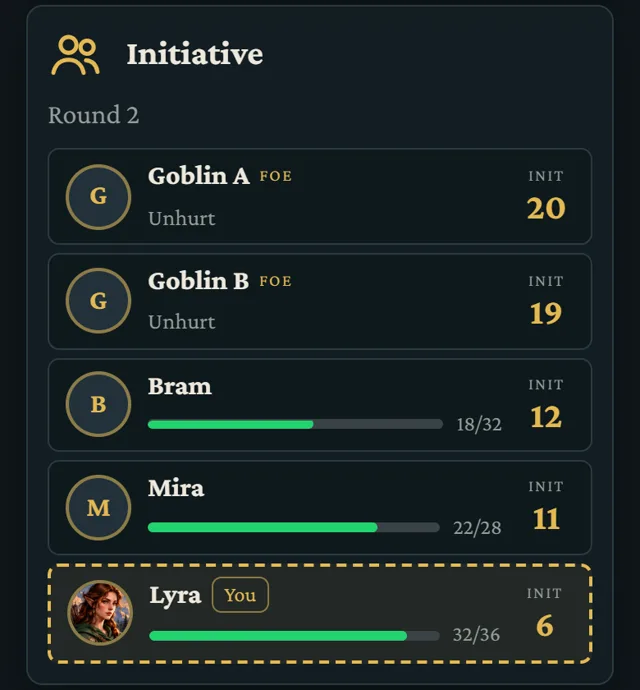 Initiative
Round 2
G
Goblin A FOE
Unhurt
INIT
20
G
Goblin B FOE
Unhurt
INIT
19
B
Bram
18/32
INIT
12
M
Mira
22/28
INIT
11
Lyra You
32/36
INIT
6